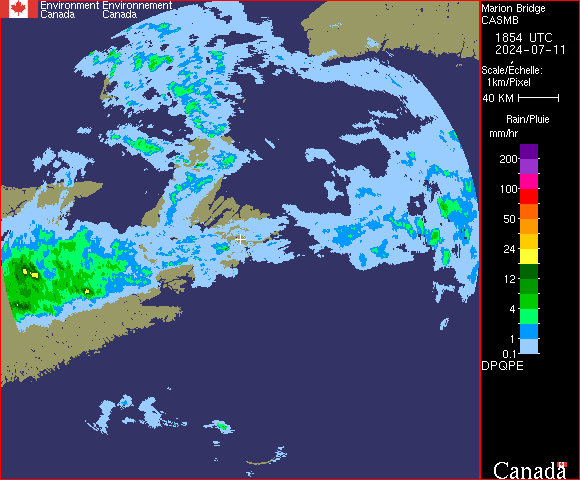 Environment Environnement
Canada Canada
Marion Bridge
CASMB
1854 UTC
2024-07-11
Scale/Echelle:
1km/Pixel
40 KM
Rain/Pluie
mm/hr
200
100
50
24
12
4
1
0.1
DPQPE
Canada